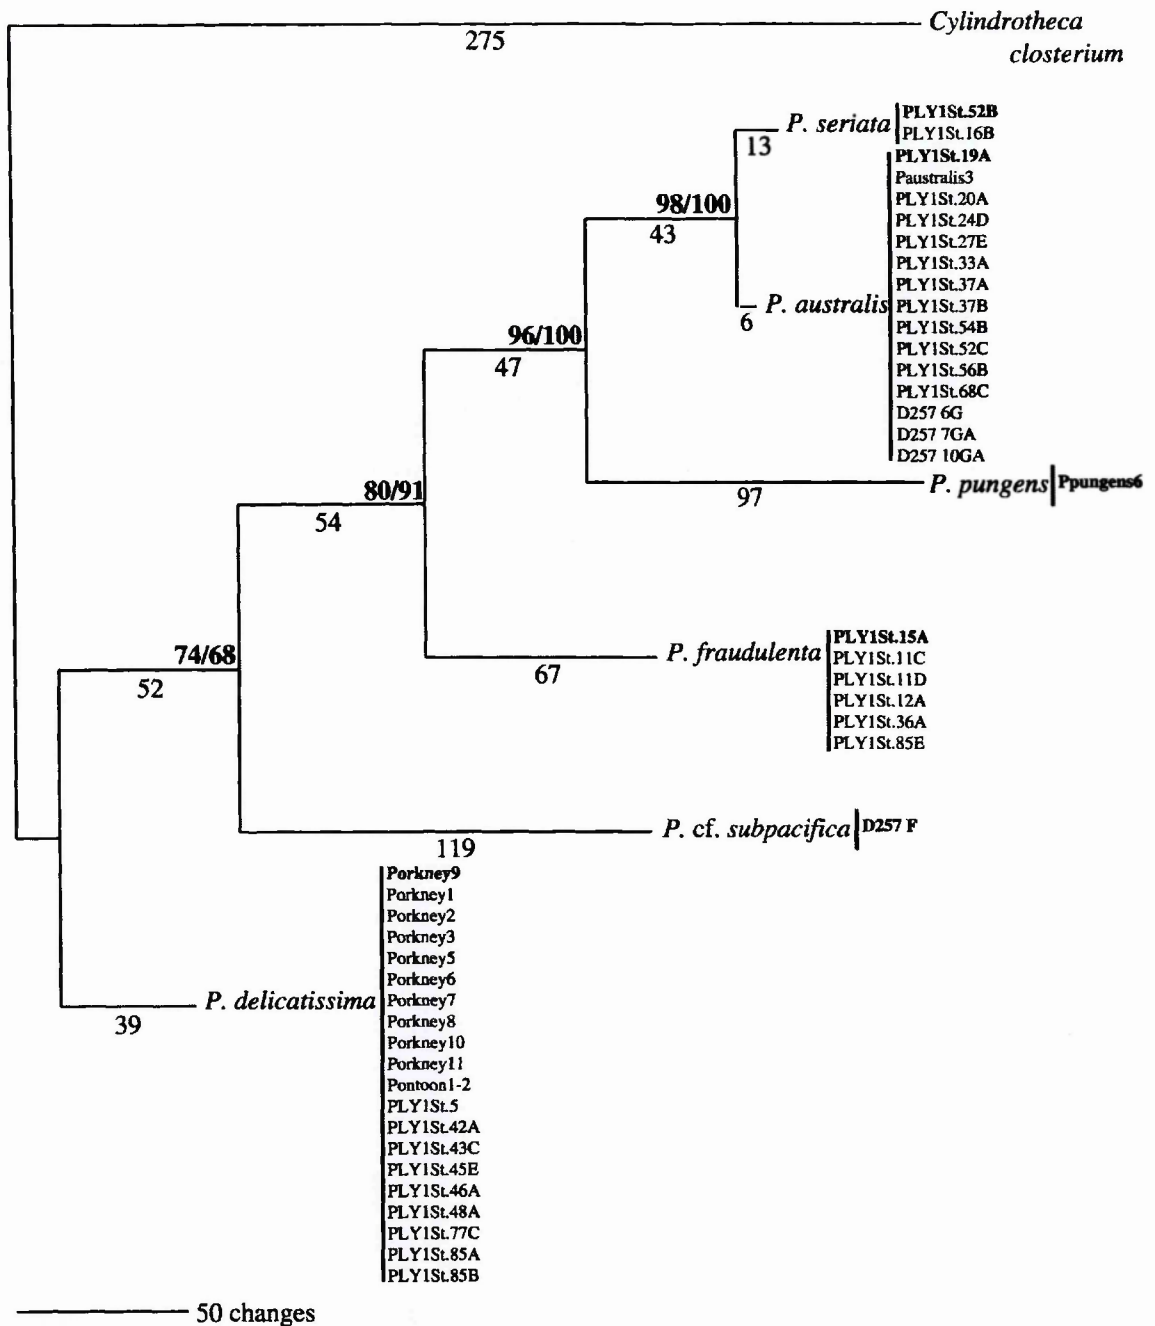 Cylindrotheca
closterium
275
P. seriata
PLY1St.52B
PLY1St.16B
13
98/100
43
P. australis
6
PLY1St.19A
Paustralis3
PLY1St.20A
PLY1St.24D
PLY1St.27E
PLY1St.33A
PLY1St.37A
PLY1St.37B
PLY1St.54B
PLY1St.52C
PLY1St.56B
PLY1St.68C
D257 6G
D257 7GA
D257 10GA
96/100
47
P. pungens
Ppungens6
97
80/91
54
P. fraudulenta
67
PLY1St.15A
PLY1St.11C
PLY1St.11D
PLY1St.12A
PLY1St.36A
PLY1St.85E
74/68
52
P. cf. subpacifica
D257 F
119
P. delicatissima
39
Porkney9
Porkney1
Porkney2
Porkney3
Porkney5
Porkney6
Porkney7
Porkney8
Porkney10
Porkney11
Pontoon1-2
PLY1St.5
PLY1St.42A
PLY1St.43C
PLY1St.45E
PLY1St.46A
PLY1St.48A
PLY1St.77C
PLY1St.85A
PLY1St.85B
50 changes